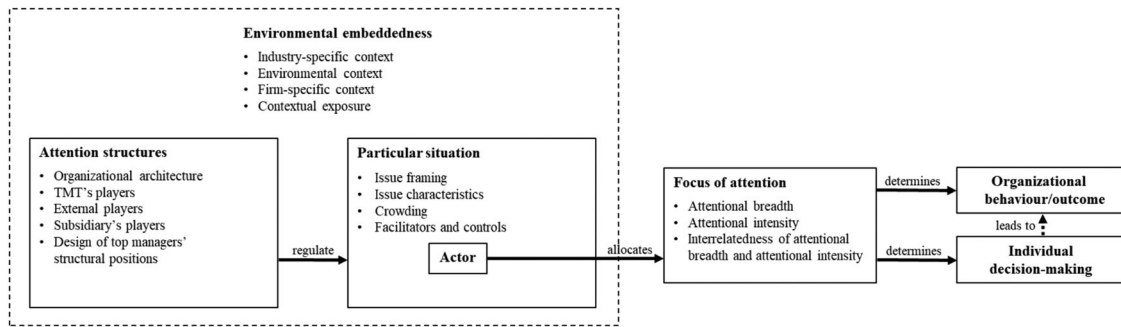 Environmental embeddedness
• Industry-specific context
• Environmental context
• Firm-specific context
• Contextual exposure
Attention structures
• Organizational architecture
• TMT's players
• External players
• Subsidiary's players
• Design of top managers'
structural positions
regulate
Particular situation
• Issue framing
• Issue characteristics
• Crowding
• Facilitators and controls
Actor
allocates
Focus of attention
• Attentional breadth
• Attentional intensity
• Interrelatedness of attentional
breadth and attentional intensity
determines
Organizational
behaviour/outcome
leads to
determines
Individual
decision-making